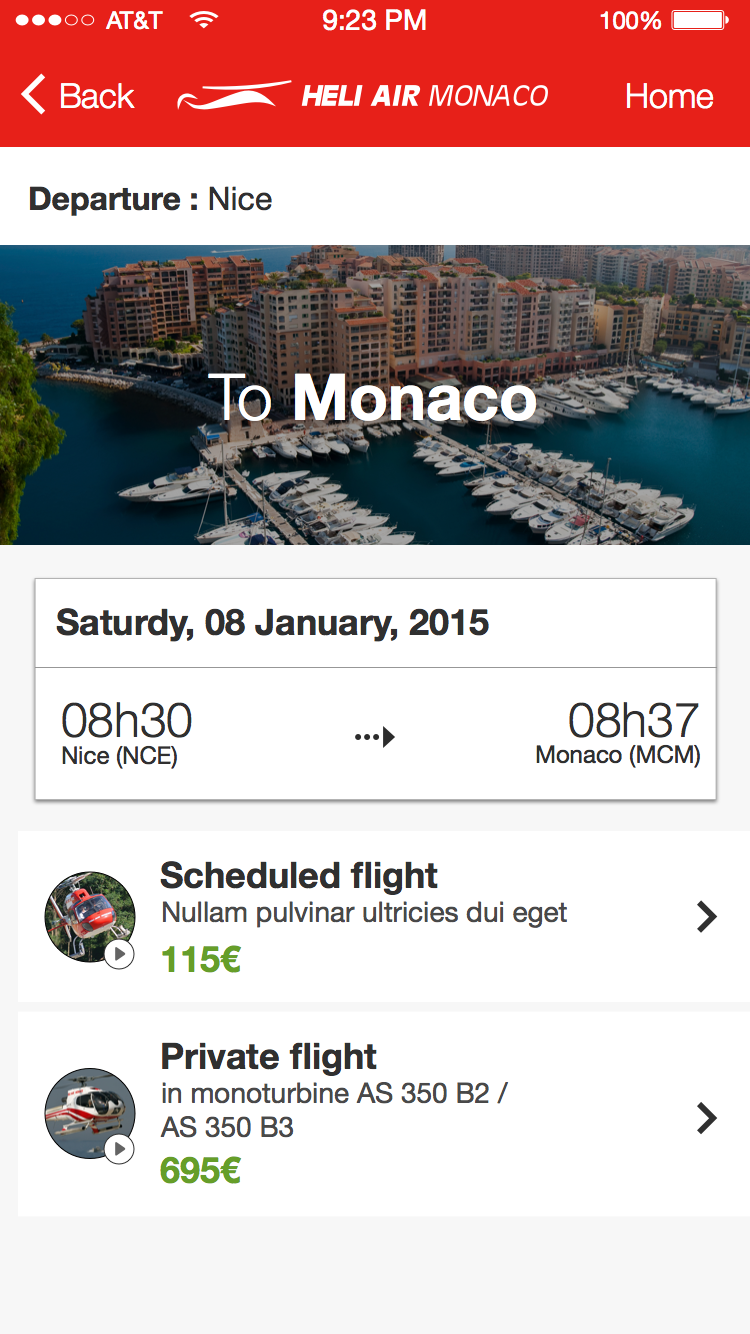 AT&T 9:23 PM 100%
Back HELI AIR MONACO Home
Departure : Nice
To Monaco
Saturdy, 08 January, 2015
08h30 08h37
Nice (NCE) Monaco (MCM)
Scheduled flight
Nullam pulvinar ultricies dui eget
115€
Private flight
in monoturbine AS 350 B2 /
AS 350 B3
695€